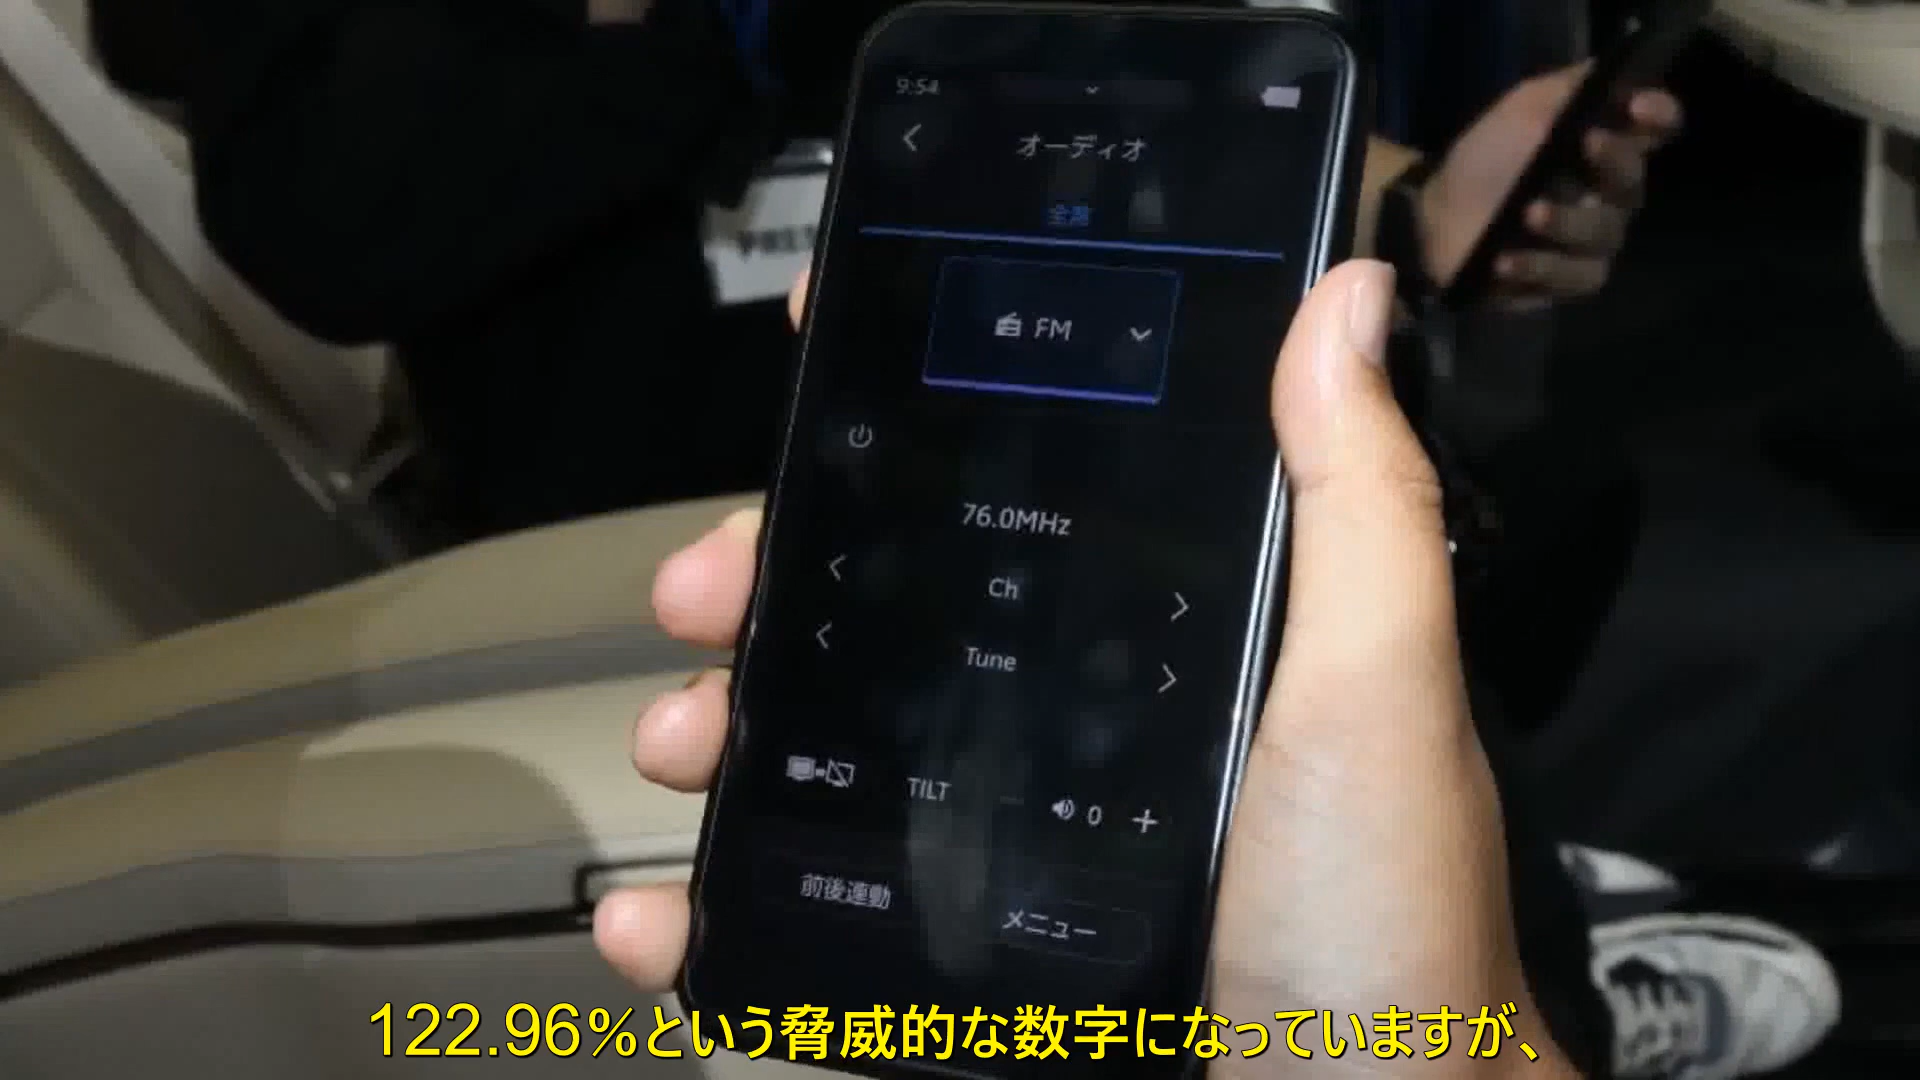 9:54
オーディオ
全席
FM
76.0MHz
Ch
Tune
TILT
0
前後連動
メニュー
122.96%という脅威的な数字になっていますが、